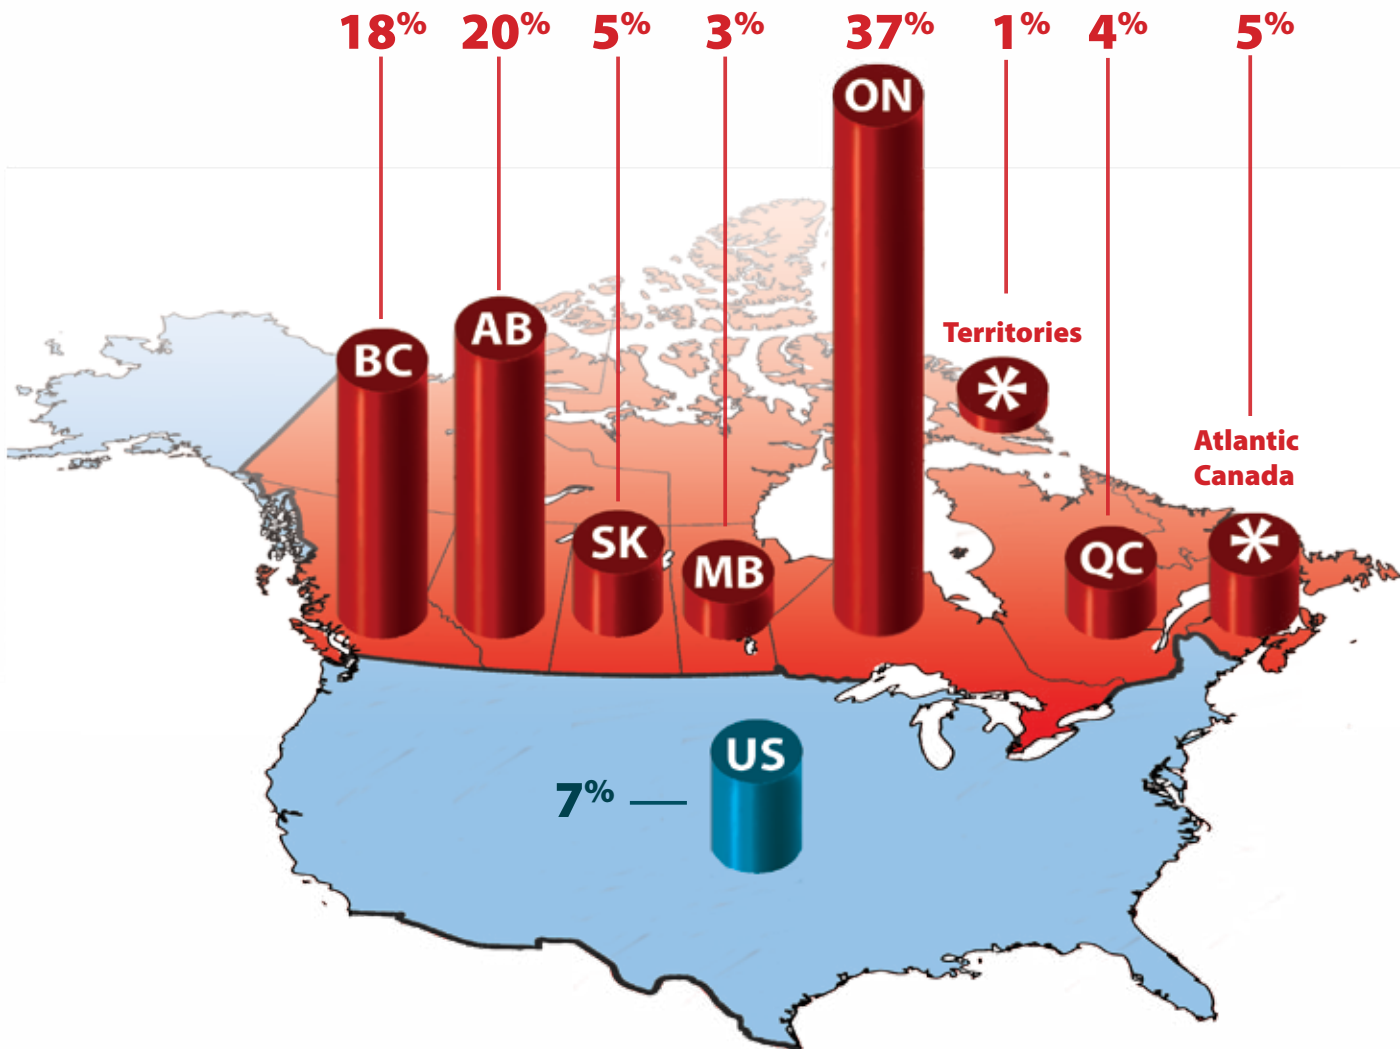 18% 20% 5% 3% 37% 1% 4% 5%
ON
AB
BC
Territories
*
Atlantic
Canada
*
SK
MB
QC
US
7%